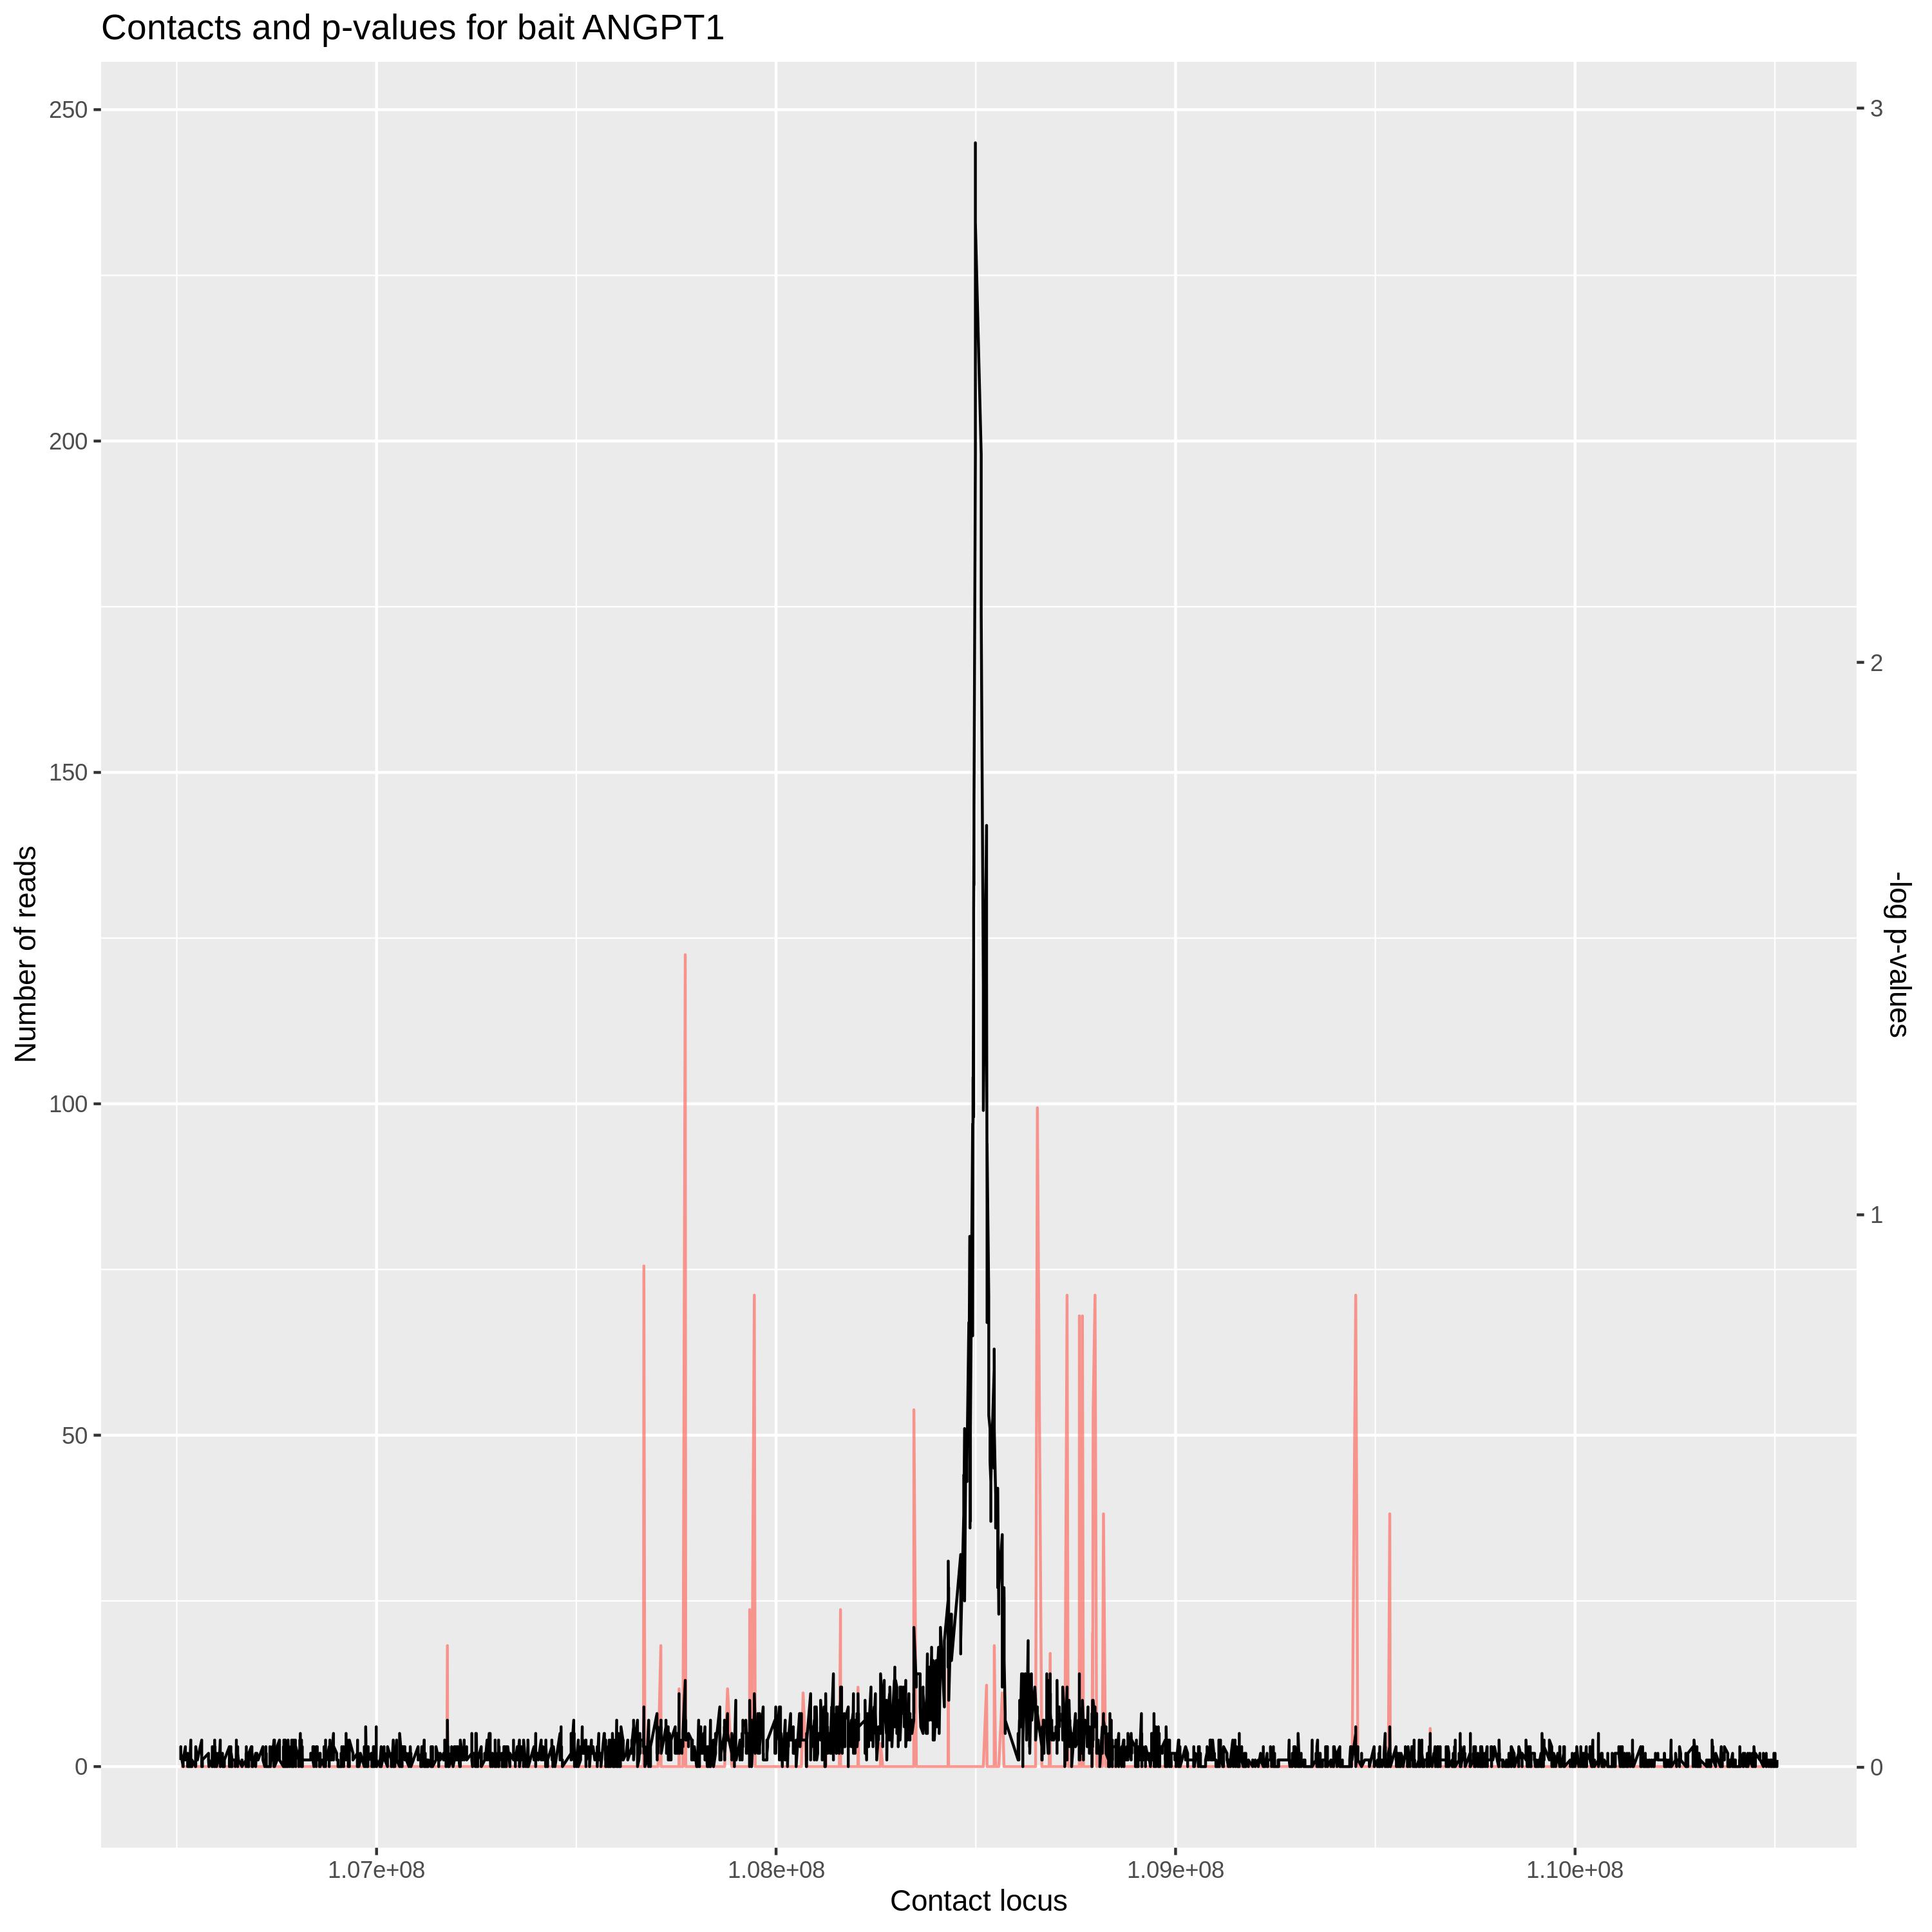 Contacts and p-values for bait ANGPT1
250
200
150
100
50
0
3
2
1
0
Number of reads
-log p-values
1.07e+08
1.08e+08
1.09e+08
1.10e+08
Contact locus